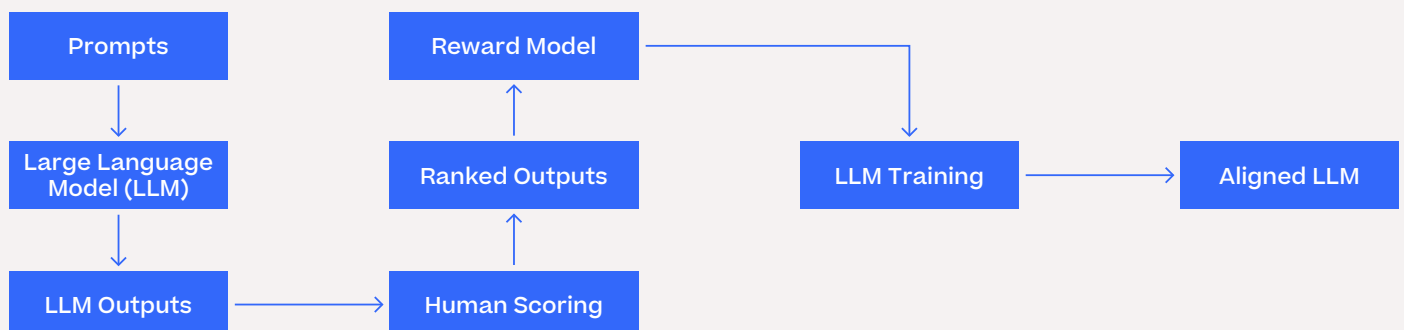 Prompts
Large Language
Model (LLM)
LLM Outputs
Human Scoring
Ranked Outputs
Reward Model
LLM Training
Aligned LLM